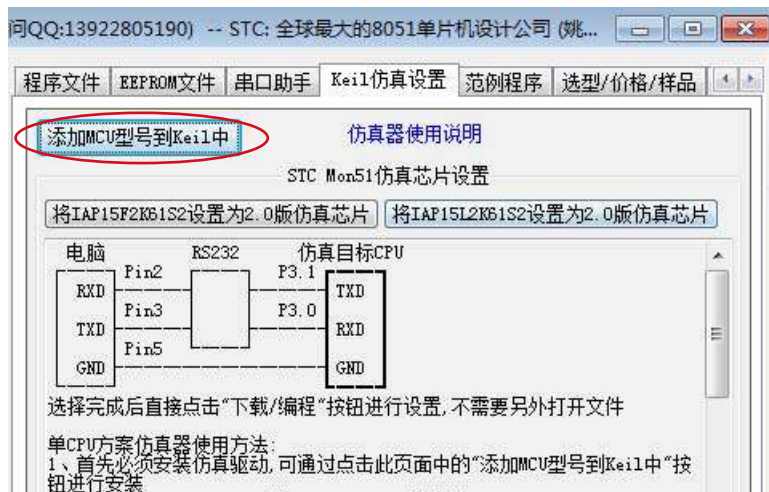 问QQ:13922805190) -- STC: 全球最大的8051单片机设计公司 (姚...
程序文件 EEPROM文件 串口助手 Keil仿真设置 范例程序 选型/价格/样品
添加MCU型号到Keil中 仿真器使用说明
STC Mon51仿真芯片设置
将IAP15F2K61S2设置为2.0版仿真芯片 将IAP15L2K61S2设置为2.0版仿真芯片
电脑 RS232 仿真目标CPU
Pin2 P3.1
RXD TXD
Pin3 P3.0
TXD RXD
Pin5
GND GND
选择完成后直接点击"下载/编程"按钮进行设置,不需要另外打开文件
单CPU方案仿真器使用方法:
1、首先必须安装仿真驱动,可通过点击此页面中的"添加MCU型号到Keil中"按
钮进行安装